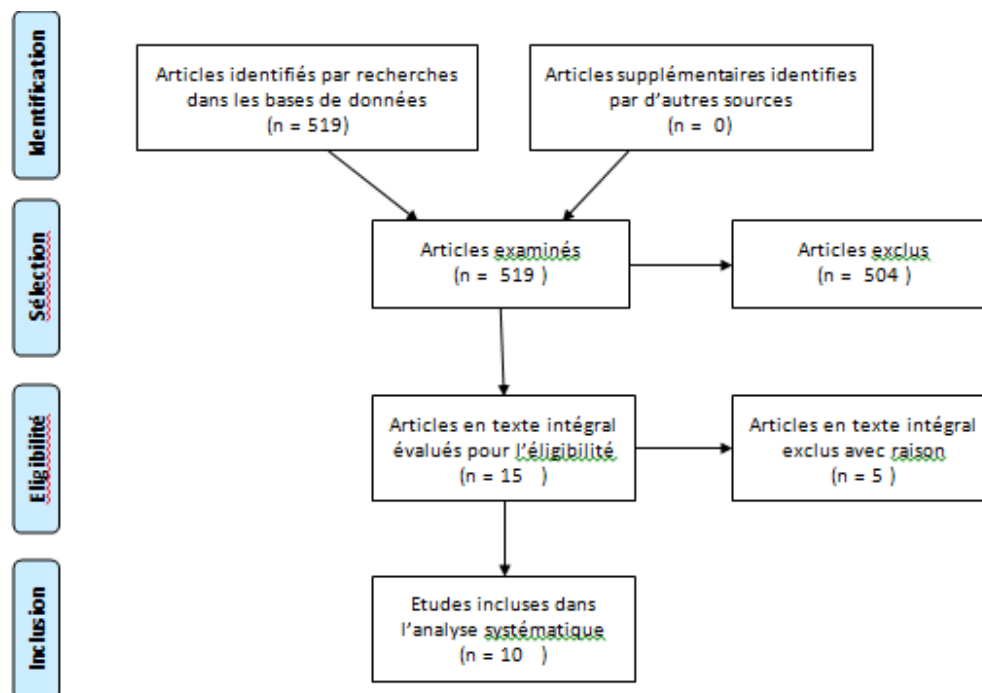 Identification
Articles identifiés par recherches
dans les bases de données
(n = 519)
Articles supplémentaires identifies
par d'autres sources
(n =  0)
Sélection
Articles examinés
(n =  519 )
Articles exclus
(n =  504 )
Eligibilité
Articles en texte intégral
évalués pour l'éligibilité
(n = 15   )
Articles en texte intégral
exclus avec raison
(n = 5 )
Inclusion
Etudes incluses dans
l'analyse systématique
(n = 10   )